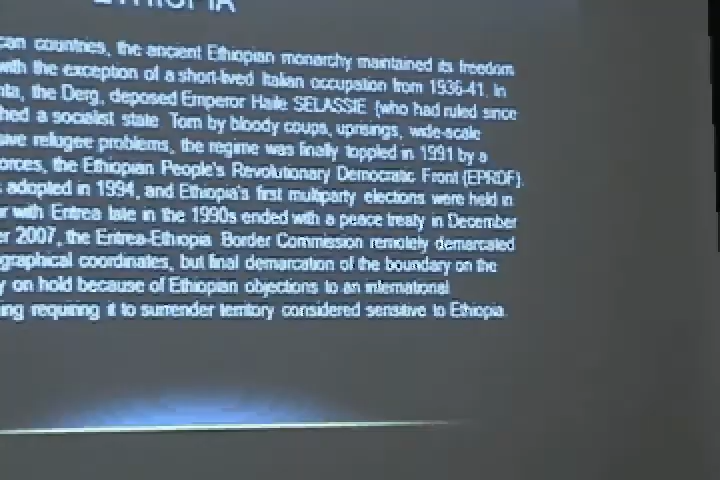 ETHIOPIA
can countries, the ancient Ethiopian monarchy maintained its freedom
with the exception of a short-lived Italian occupation from 1936-41. In
nta, the Derg, deposed Emperor Haile SELASSIE (who had ruled since
hed a socialist state. Torn by bloody coups, uprisings, wide-scale
sive refugee problems, the regime was finally toppled in 1991 by a
orces, the Ethiopian People's Revolutionary Democratic Front (EPRDF).
adopted in 1994, and Ethiopia's first multiparty elections were held in
r with Eritrea late in the 1990s ended with a peace treaty in December
er 2007, the Eritrea-Ethiopia Border Commission remotely demarcated
graphical coordinates, but final demarcation of the boundary on the
y on hold because of Ethiopian objections to an international
ing requiring it to surrender territory considered sensitive to Ethiopia.